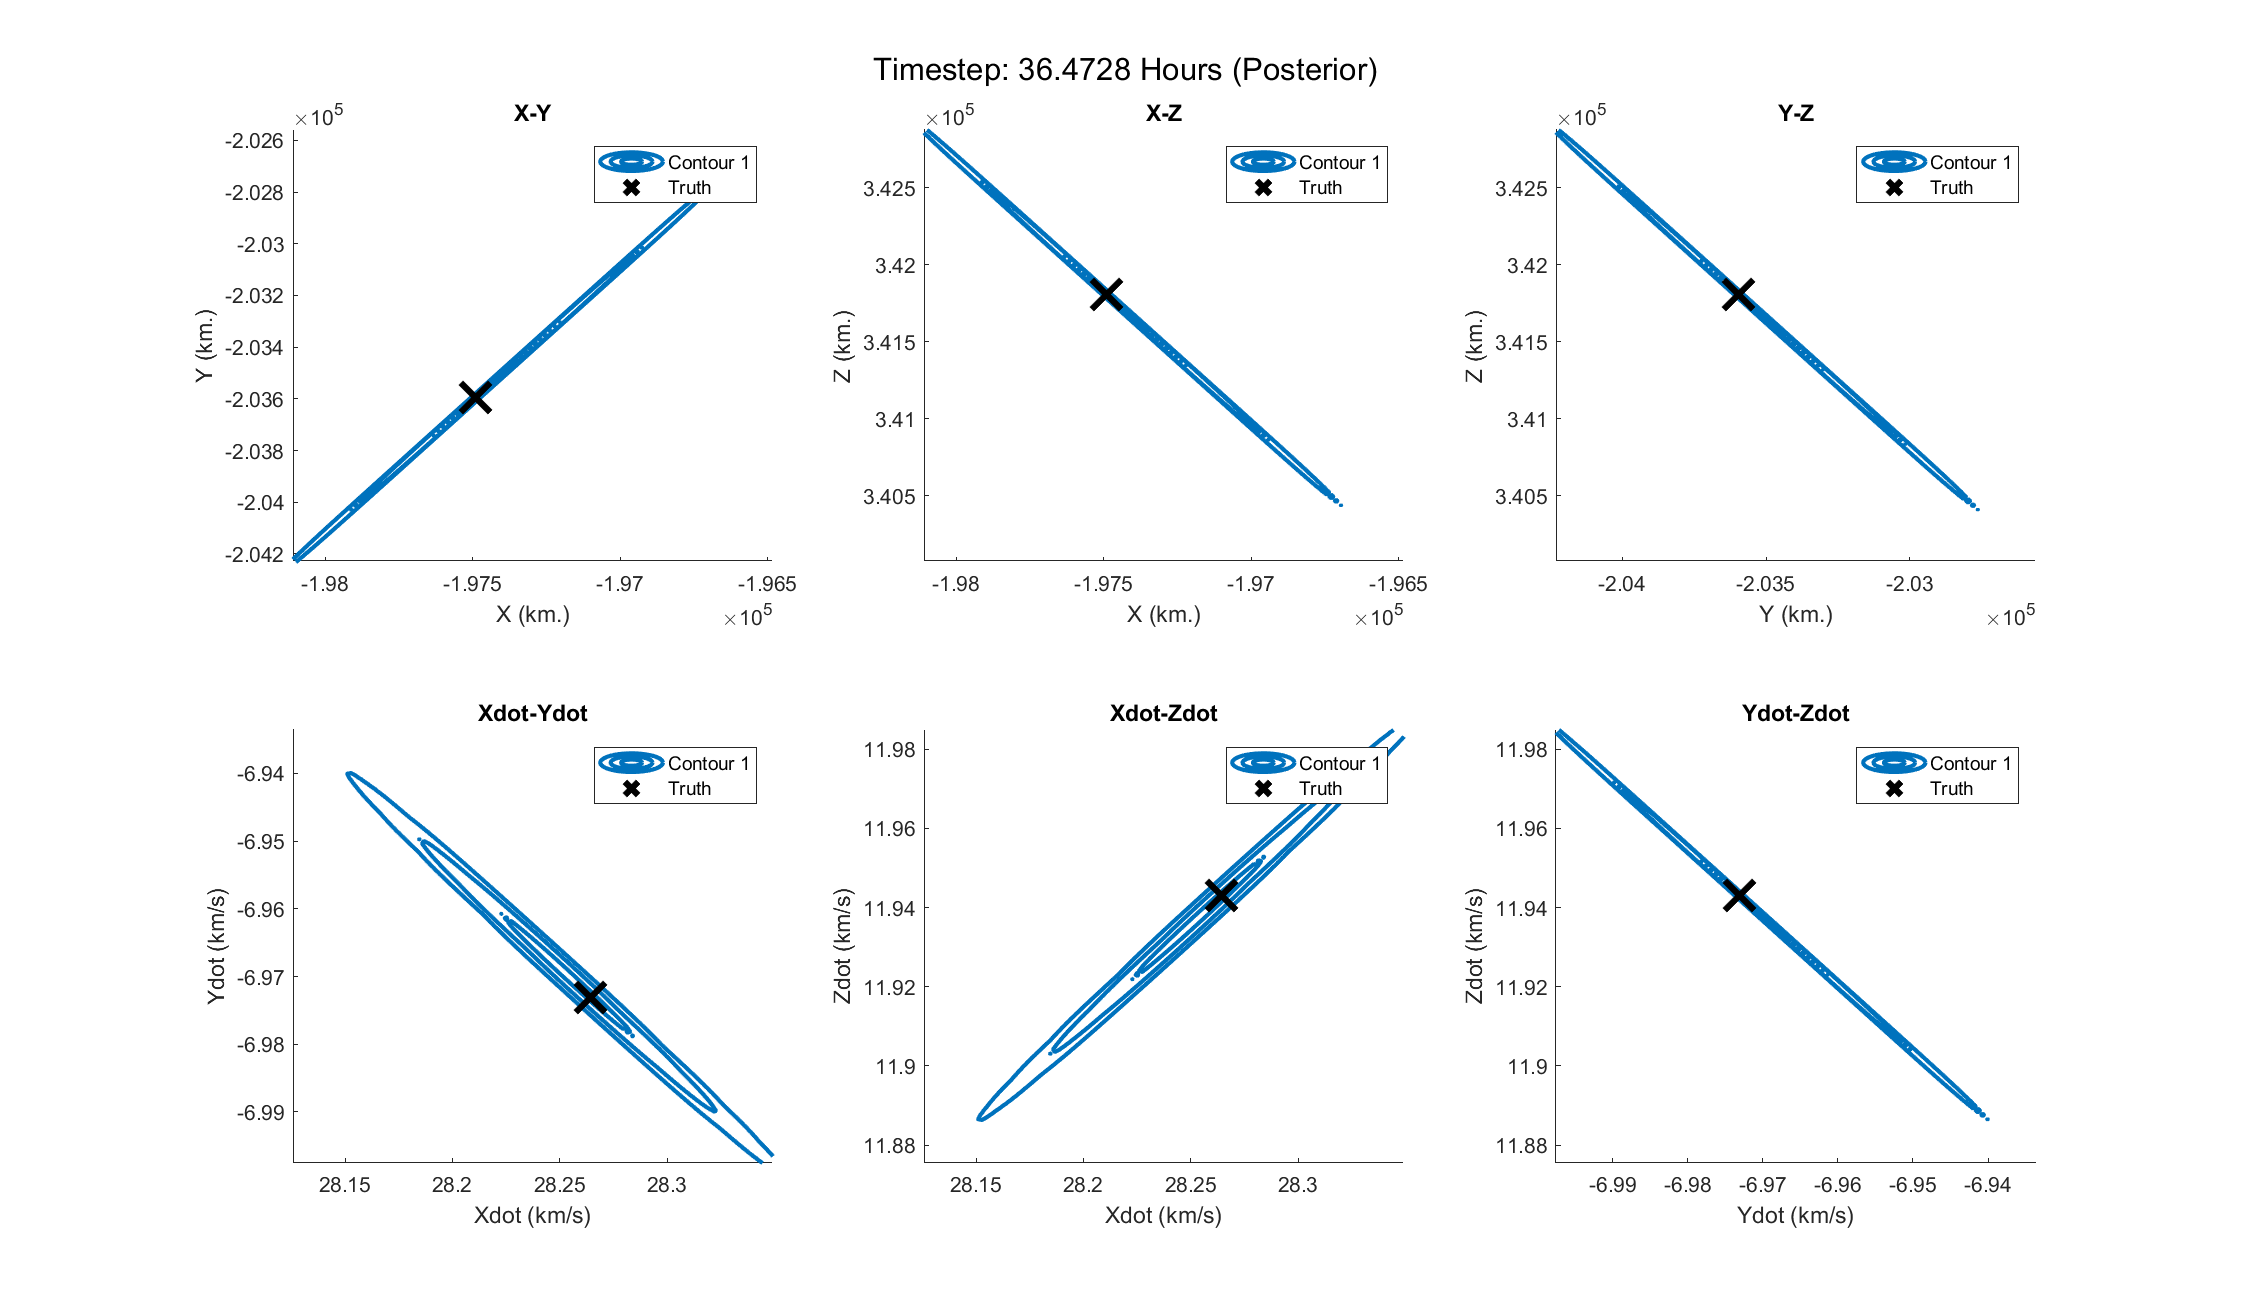 Timestep: 36.4728 Hours (Posterior)
X-Y
×10^5
-2.026
-2.028
-2.03
-2.032
-2.034
-2.036
-2.038
-2.04
-2.042
Y (km.)
Contour 1
Truth
-1.98 -1.975 -1.97 -1.965
X (km.)
×10^5
X-Z
×10^5
3.425
3.42
3.415
3.41
3.405
Z (km.)
Contour 1
Truth
-1.98 -1.975 -1.97 -1.965
X (km.)
×10^5
Y-Z
×10^5
3.425
3.42
3.415
3.41
3.405
Z (km.)
Contour 1
Truth
-2.04 -2.035 -2.03
Y (km.)
×10^5
Xdot-Ydot
-6.94
-6.95
-6.96
-6.97
-6.98
-6.99
Ydot (km/s)
Contour 1
Truth
28.15 28.2 28.25 28.3
Xdot (km/s)
Xdot-Zdot
11.98
11.96
11.94
11.92
11.9
11.88
Zdot (km/s)
Contour 1
Truth
28.15 28.2 28.25 28.3
Xdot (km/s)
Ydot-Zdot
11.98
11.96
11.94
11.92
11.9
11.88
Zdot (km/s)
Contour 1
Truth
-6.99 -6.98 -6.97 -6.96 -6.95 -6.94
Ydot (km/s)